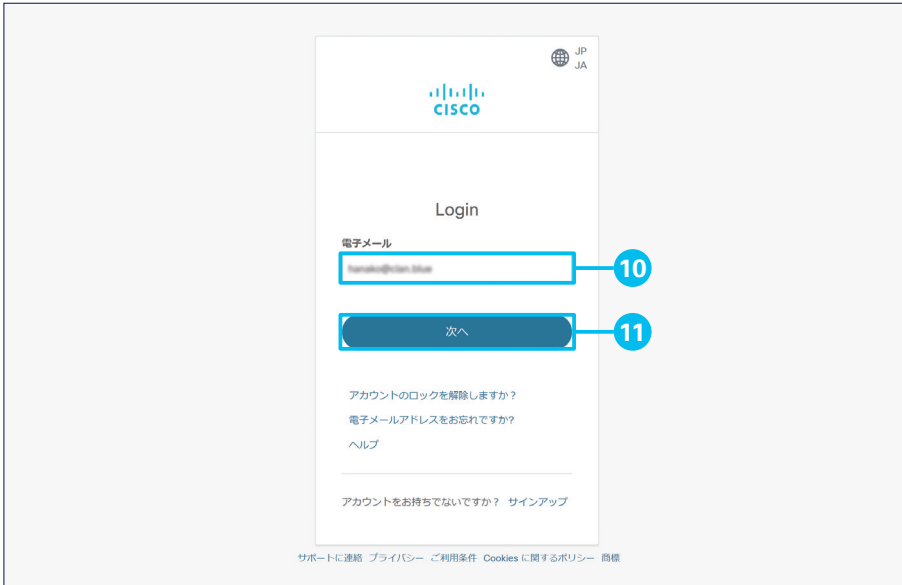 JP
JA
CISCO
Login
電子メール
hanako@clan.blue
10
次へ
11
アカウントのロックを解除しますか？
電子メールアドレスをお忘れですか?
ヘルプ
アカウントをお持ちでないですか？ サインアップ
サポートに連絡 プライバシー ご利用条件 Cookies に関するポリシー 商標